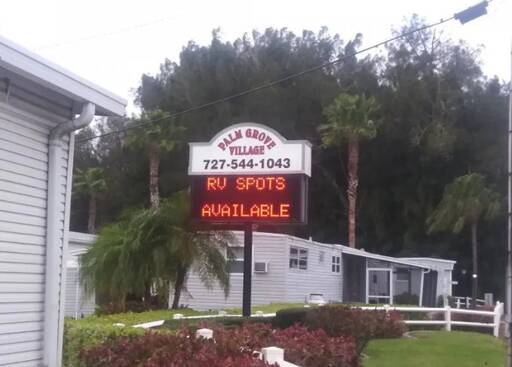 PALM GROVE
VILLAGE
727-544-1043
RV SPOTS
AVAILABLE